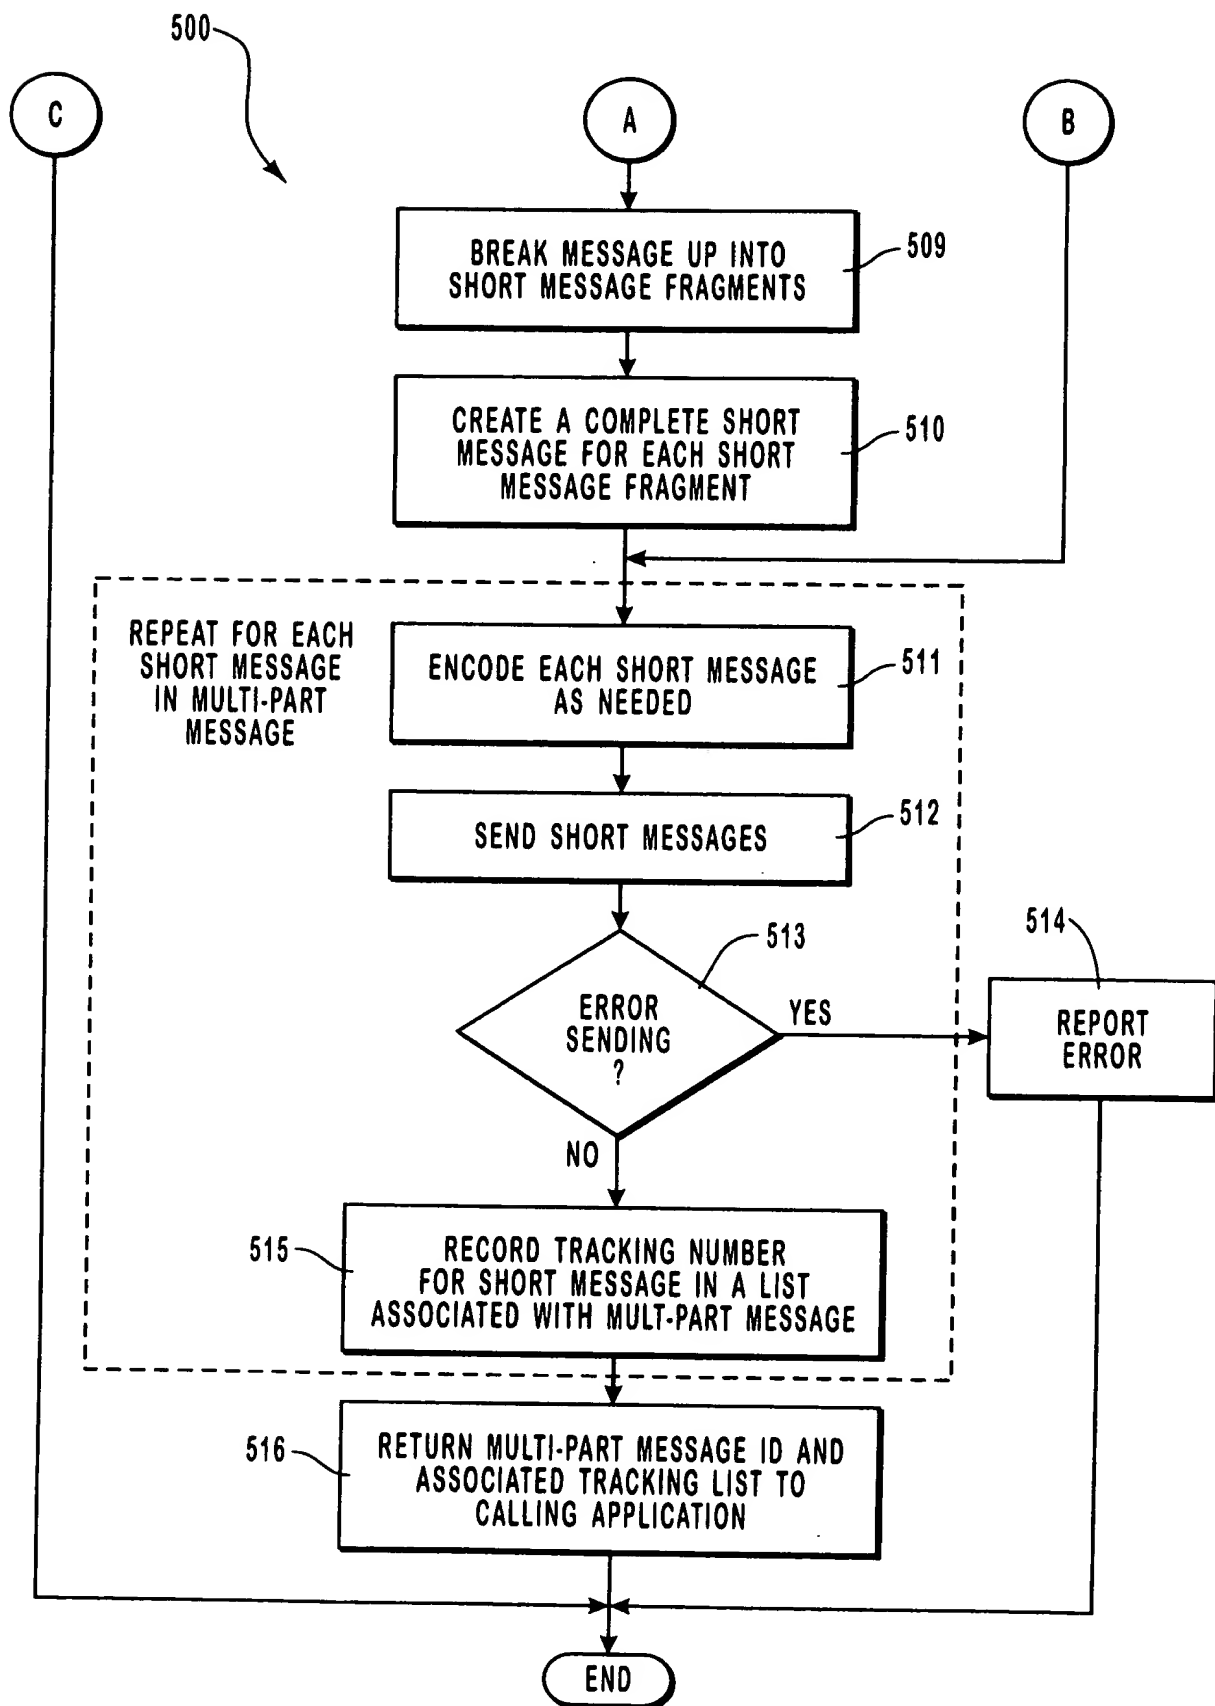 500
C
A
B
BREAK MESSAGE UP INTO
SHORT MESSAGE FRAGMENTS
509
CREATE A COMPLETE SHORT
MESSAGE FOR EACH SHORT
MESSAGE FRAGMENT
510
REPEAT FOR EACH
SHORT MESSAGE
IN MULTI-PART
MESSAGE
ENCODE EACH SHORT MESSAGE
AS NEEDED
511
SEND SHORT MESSAGES
512
513
ERROR
SENDING
?
YES
NO
514
REPORT
ERROR
515
RECORD TRACKING NUMBER
FOR SHORT MESSAGE IN A LIST
ASSOCIATED WITH MULT-PART MESSAGE
516
RETURN MULTI-PART MESSAGE ID AND
ASSOCIATED TRACKING LIST TO
CALLING APPLICATION
END